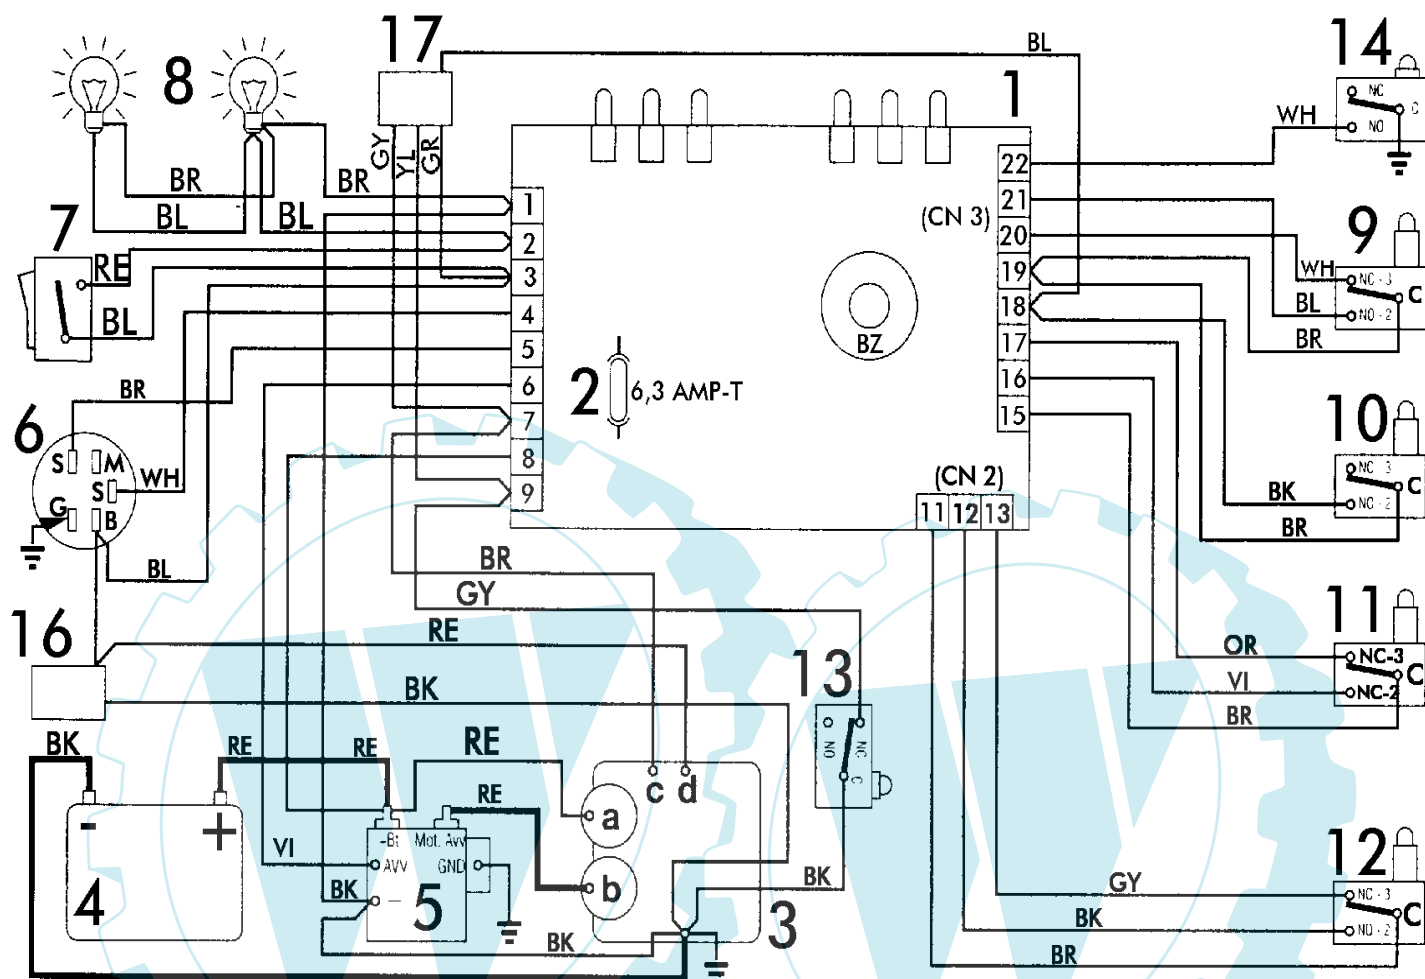 17
BL
14
8
1
NC
C
NO
WH
GY
YL
GR
BR
BR
BL
BL
22
21
20
19
18
17
16
15
(CN 3)
1
2
3
4
5
6
7
8
9
9
WH
NC - 3
C
BL
NO - 2
BR
7
RE
BL
BZ
2
6,3 AMP-T
10
NC - 3
C
BK
NO - 2
BR
BR
6
S
M
WH
S
G
B
BL
(CN 2)
11
12
13
BR
GY
11
OR
NC-3
C
VI
NC-2
BR
16
RE
BK
13
NO
NC
C
BK
RE
RE
RE
RE
c
d
a
b
-
+
4
VI
-Bt
Mot. Avv
AVV
GND
BK
-
5
BK
BK
3
12
GY
NC - 3
C
BK
NO - 2
BR